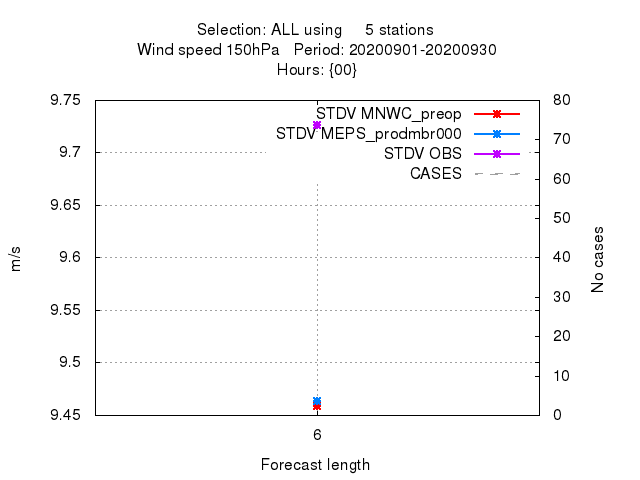 Selection: ALL using 5 stations
Wind speed 150hPa Period: 20200901-20200930
Hours: {00}
9.75
9.7
9.65
9.6
9.55
9.5
9.45
m/s
80
70
60
50
40
30
20
10
0
No cases
STDV MNWC_preop
STDV MEPS_prodmbr000
STDV OBS
CASES
6
Forecast length